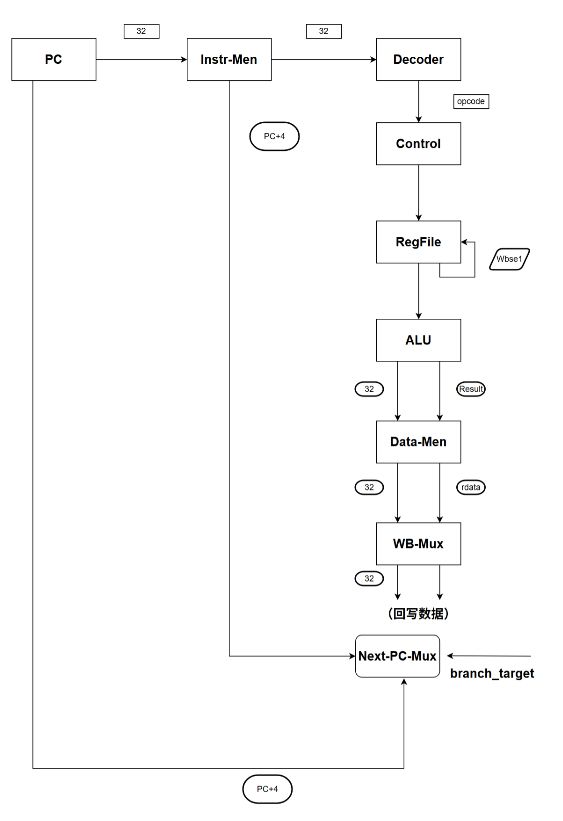 32
32
PC
Instr-Men
Decoder
opcode
PC+4
Control
RegFile
Wbse1
ALU
32
Result
Data-Men
32
rdata
WB-Mux
32
（回写数据）
Next-PC-Mux
branch_target
PC+4